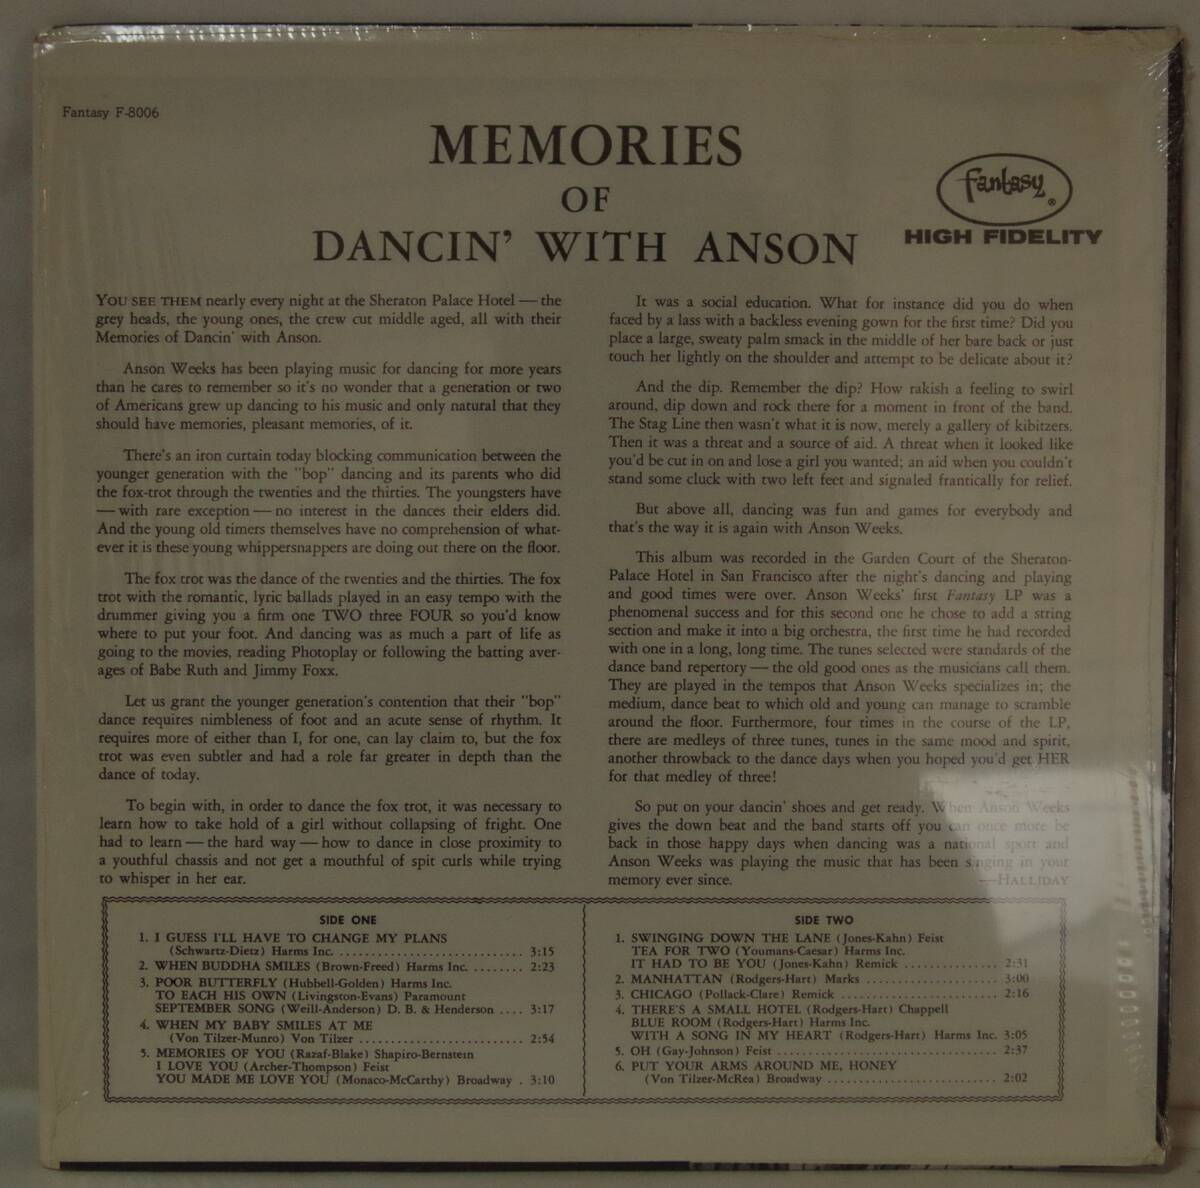 Fantasy F-8006
MEMORIES
OF
DANCIN' WITH ANSON
fantasy ®
HIGH FIDELITY
YOU SEE THEM nearly every night at the Sheraton Palace Hotel — the
grey heads, the young ones, the crew cut middle aged, all with their
Memories of Dancin' with Anson.
Anson Weeks has been playing music for dancing for more years
than he cares to remember so it's no wonder that a generation or two
of Americans grew up dancing to his music and only natural that they
should have memories, pleasant memories, of it.
There's an iron curtain today blocking communication between the
younger generation with the "bop" dancing and its parents who did
the fox-trot through the twenties and the thirties. The youngsters have
— with rare exception — no interest in the dances their elders did.
And the young old timers themselves have no comprehension of what-
ever it is these young whippersnappers are doing out there on the floor.
The fox trot was the dance of the twenties and the thirties. The fox
trot with the romantic, lyric ballads played in an easy tempo with the
drummer giving you a firm one TWO three FOUR so you'd know
where to put your foot. And dancing was as much a part of life as
going to the movies, reading Photoplay or following the batting aver-
ages of Babe Ruth and Jimmy Foxx.
Let us grant the younger generation's contention that their "bop"
dance requires nimbleness of foot and an acute sense of rhythm. It
requires more of either than I, for one, can lay claim to, but the fox
trot was even subtler and had a role far greater in depth than the
dance of today.
To begin with, in order to dance the fox trot, it was necessary to
learn how to take hold of a girl without collapsing of fright. One
had to learn — the hard way — how to dance in close proximity to
a youthful chassis and not get a mouthful of spit curls while trying
to whisper in her ear.
It was a social education. What for instance did you do when
faced by a lass with a backless evening gown for the first time? Did you
place a large, sweaty palm smack in the middle of her bare back or just
touch her lightly on the shoulder and attempt to be delicate about it?
And the dip. Remember the dip? How rakish a feeling to swirl
around, dip down and rock there for a moment in front of the band.
The Stag Line then wasn't what it is now, merely a gallery of kibitzers.
Then it was a threat and a source of aid. A threat when it looked like
you'd be cut in on and lose a girl you wanted; an aid when you couldn't
stand some cluck with two left feet and signaled frantically for relief.
But above all, dancing was fun and games for everybody and
that's the way it is again with Anson Weeks.
This album was recorded in the Garden Court of the Sheraton-
Palace Hotel in San Francisco after the night's dancing and playing
and good times were over. Anson Weeks' first Fantasy LP was a
phenomenal success and for this second one he chose to add a string
section and make it into a big orchestra, the first time he had recorded
with one in a long, long time. The tunes selected were standards of the
dance band repertory — the old good ones as the musicians call them.
They are played in the tempos that Anson Weeks specializes in; the
medium, dance beat to which old and young can manage to scramble
around the floor. Furthermore, four times in the course of the LP,
there are medleys of three tunes, tunes in the same mood and spirit,
another throwback to the dance days when you hoped you'd get HER
for that medley of three!
So put on your dancin' shoes and get ready. When Anson Weeks
gives the down beat and the band starts off you can once more be
back in those happy days when dancing was a national sport and
Anson Weeks was playing the music that has been singing in your
memory ever since. —HALLIDAY
SIDE ONE
1. I GUESS I'LL HAVE TO CHANGE MY PLANS
(Schwartz-Dietz) Harms Inc. ............................ 3:15
2. WHEN BUDDHA SMILES (Brown-Freed) Harms Inc. ........ 2:23
3. POOR BUTTERFLY (Hubbell-Golden) Harms Inc.
TO EACH HIS OWN (Livingston-Evans) Paramount
SEPTEMBER SONG (Weill-Anderson) D. B. & Henderson .... 3:17
4. WHEN MY BABY SMILES AT ME
(Von Tilzer-Munro) Von Tilzer ......................... 2:54
5. MEMORIES OF YOU (Razaf-Blake) Shapiro-Bernstein
I LOVE YOU (Archer-Thompson) Feist
YOU MADE ME LOVE YOU (Monaco-McCarthy) Broadway . 3:10
SIDE TWO
1. SWINGING DOWN THE LANE (Jones-Kahn) Feist
TEA FOR TWO (Youmans-Caesar) Harms Inc.
IT HAD TO BE YOU (Jones-Kahn) Remick .............. 2:31
2. MANHATTAN (Rodgers-Hart) Marks .................... 3:00
3. CHICAGO (Pollack-Clare) Remick ........................ 2:16
4. THERE'S A SMALL HOTEL (Rodgers-Hart) Chappell
BLUE ROOM (Rodgers-Hart) Harms Inc.
WITH A SONG IN MY HEART (Rodgers-Hart) Harms Inc. 3:05
5. OH (Gay-Johnson) Feist .................................. 2:37
6. PUT YOUR ARMS AROUND ME, HONEY
(Von Tilzer-McRea) Broadway .......................... 2:02